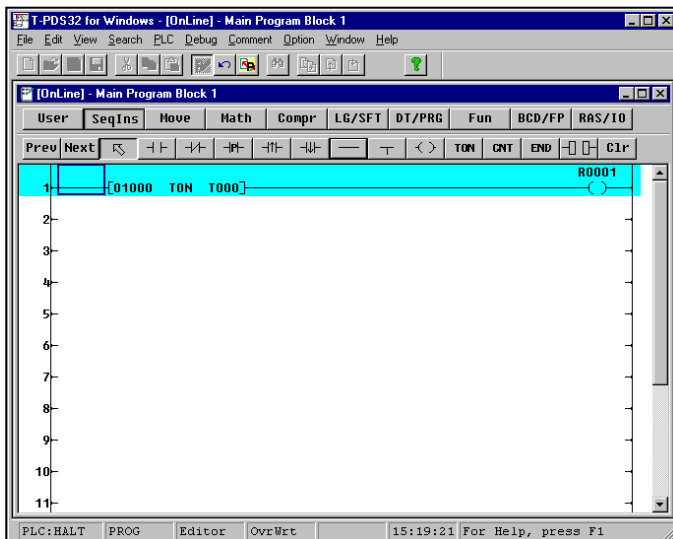 T-PDS32 for Windows - [OnLine] - Main Program Block 1
File Edit View Search PLC Debug Comment Option Window Help
[OnLine] - Main Program Block 1
User SeqIns Move Math Compr LG/SFT DT/PRG Fun BCD/FP RAS/IO
Prev Next P TON CNT END Clr
R0001
1 [01000 TON T000] ( )
2
3
4
5
6
7
8
9
10
11
PLC:HALT PROG Editor OvrWrt 15:19:21 For Help, press F1